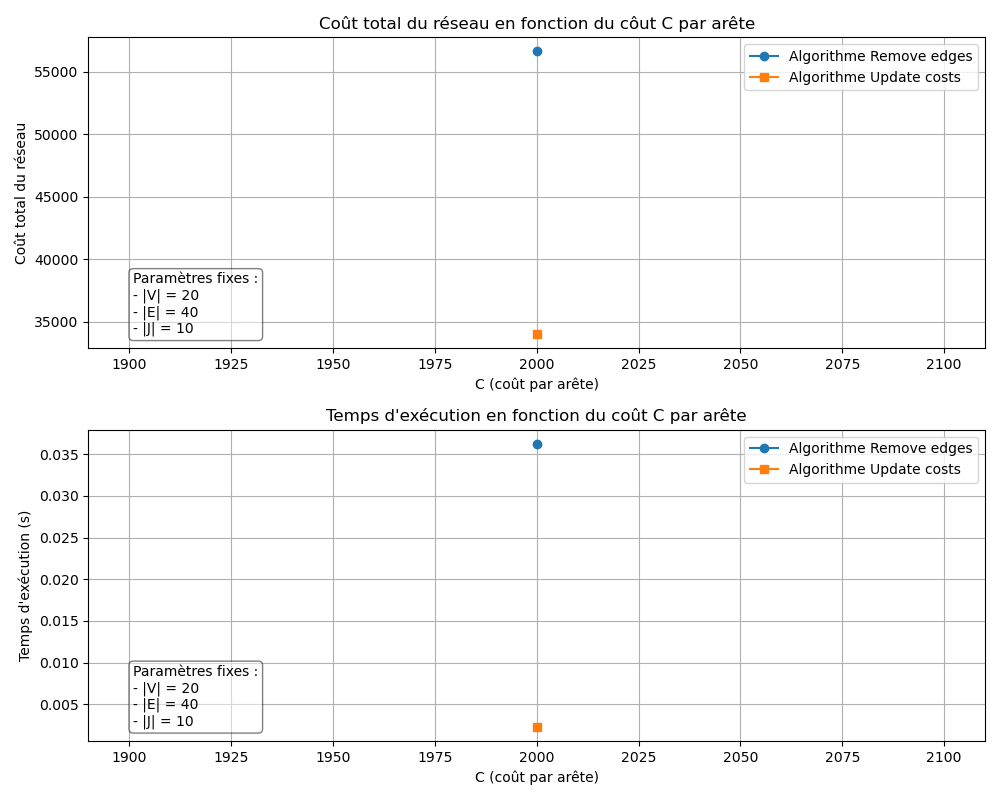 Coût total du réseau en fonction du côut C par arête
Algorithme Remove edges
Algorithme Update costs
55000
50000
45000
40000
35000
Coût total du réseau
Paramètres fixes :
- |V| = 20
- |E| = 40
- |J| = 10
1900 1925 1950 1975 2000 2025 2050 2075 2100
C (coût par arête)
Temps d'exécution en fonction du coût C par arête
Algorithme Remove edges
Algorithme Update costs
0.035
0.030
0.025
0.020
0.015
0.010
0.005
Temps d'exécution (s)
Paramètres fixes :
- |V| = 20
- |E| = 40
- |J| = 10
1900 1925 1950 1975 2000 2025 2050 2075 2100
C (coût par arête)